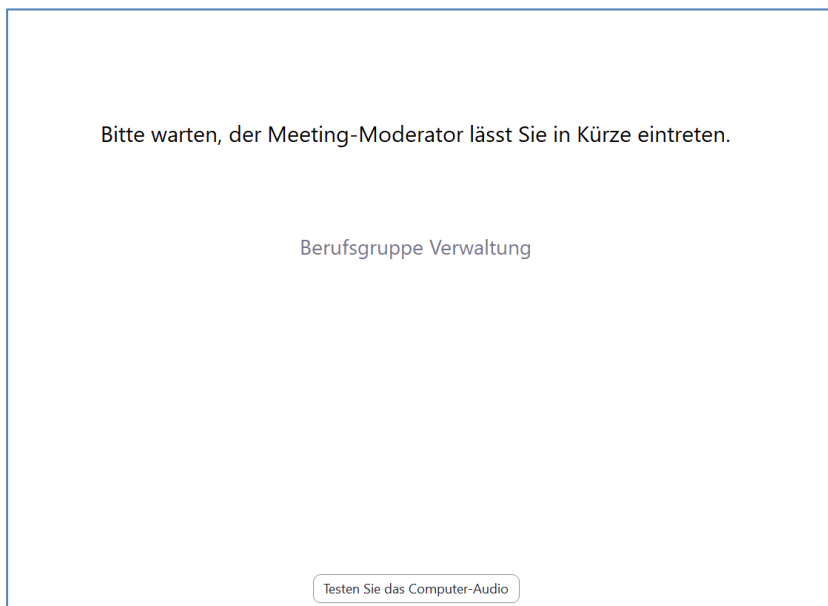 Bitte warten, der Meeting-Moderator lässt Sie in Kürze eintreten.
Berufsgruppe Verwaltung
Testen Sie das Computer-Audio